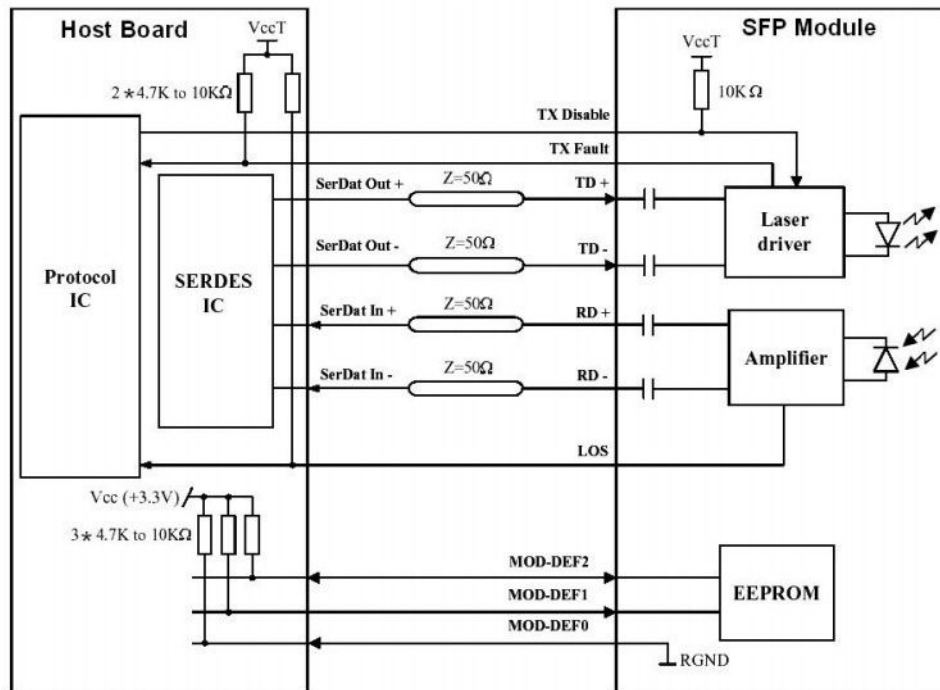 Host Board
SFP Module
VccT
VccT
2*4.7K to 10KΩ
10KΩ
TX Disable
TX Fault
SerDat Out +
Z=50Ω
TD +
Laser driver
SerDat Out -
Z=50Ω
TD -
Protocol IC
SERDES IC
SerDat In +
Z=50Ω
RD +
Amplifier
SerDat In -
Z=50Ω
RD -
LOS
Vcc (+3.3V)
3*4.7K to 10KΩ
MOD-DEF2
EEPROM
MOD-DEF1
MOD-DEF0
RGND